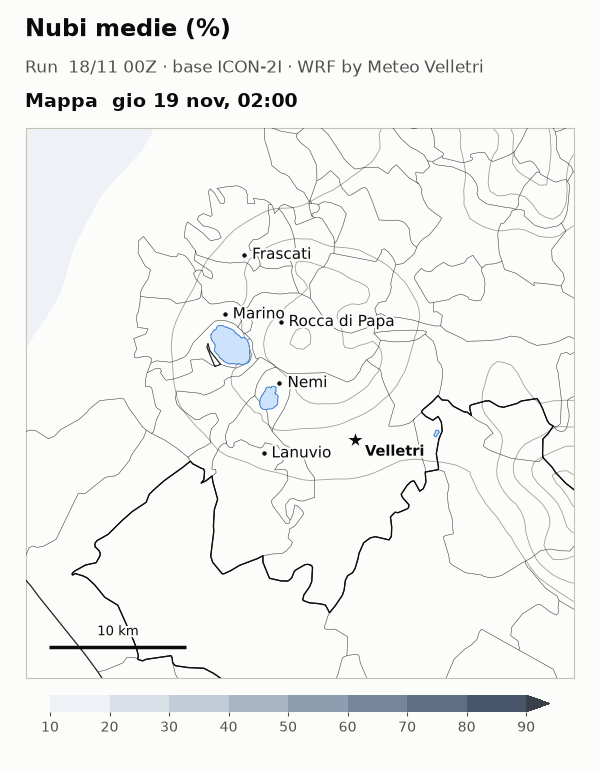 Nubi medie (%)
Run 18/11 00Z · base ICON-2I · WRF by Meteo Velletri
Mappa gio 19 nov, 02:00
Frascati
Marino
Rocca di Papa
Nemi
Velletri
Lanuvio
10 km
10 20 30 40 50 60 70 80 90